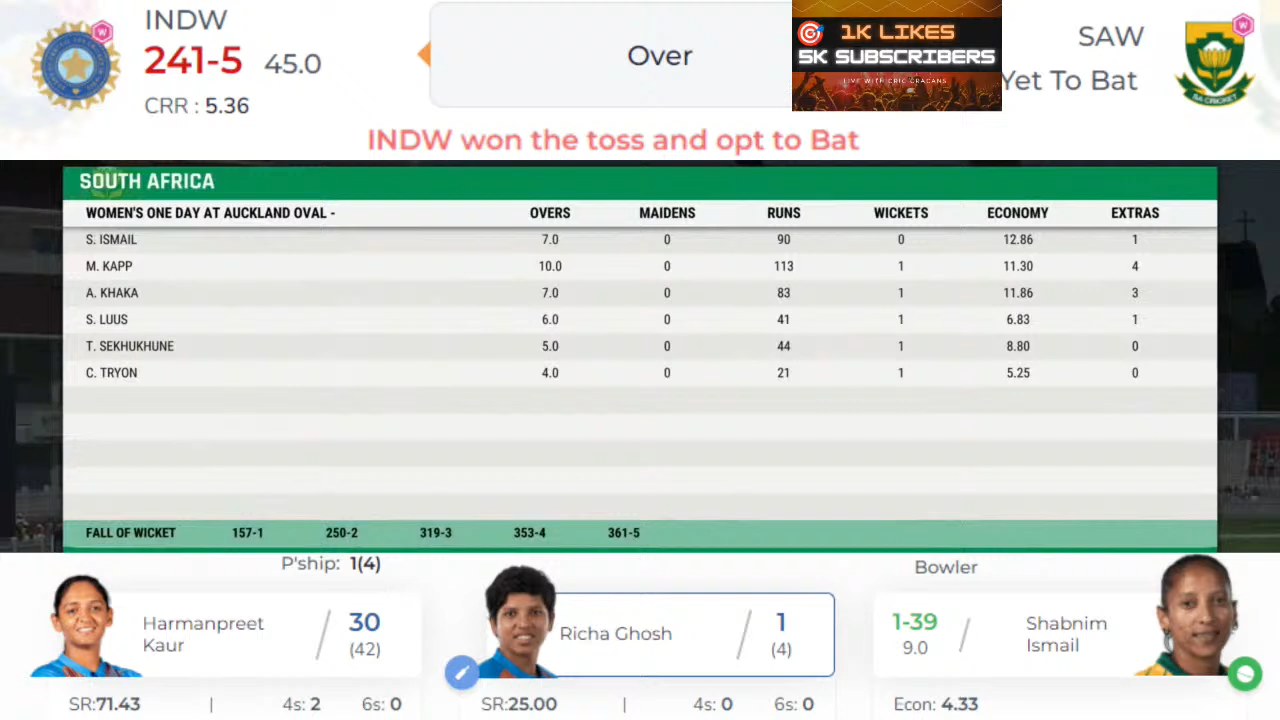 INDW
241-5 45.0
CRR : 5.36
Over
1K LIKES
5K SUBSCRIBERS
LIVE WITH CRIC CRACANS
SAW
Yet To Bat
SA CRICKET
INDW won the toss and opt to Bat
SOUTH AFRICA
WOMEN'S ONE DAY AT AUCKLAND OVAL - OVERS MAIDENS RUNS WICKETS ECONOMY EXTRAS
S. ISMAIL 7.0 0 90 0 12.86 1
M. KAPP 10.0 0 113 1 11.30 4
A. KHAKA 7.0 0 83 1 11.86 3
S. LUUS 6.0 0 41 1 6.83 1
T. SEKHUKHUNE 5.0 0 44 1 8.80 0
C. TRYON 4.0 0 21 1 5.25 0
FALL OF WICKET 157-1 250-2 319-3 353-4 361-5
P'ship: 1(4)
Harmanpreet Kaur / 30 (42)
SR:71.43 | 4s: 2 6s: 0
Richa Ghosh / 1 (4)
SR:25.00 | 4s: 0 6s: 0
Bowler
1-39 9.0 / Shabnim Ismail
Econ: 4.33